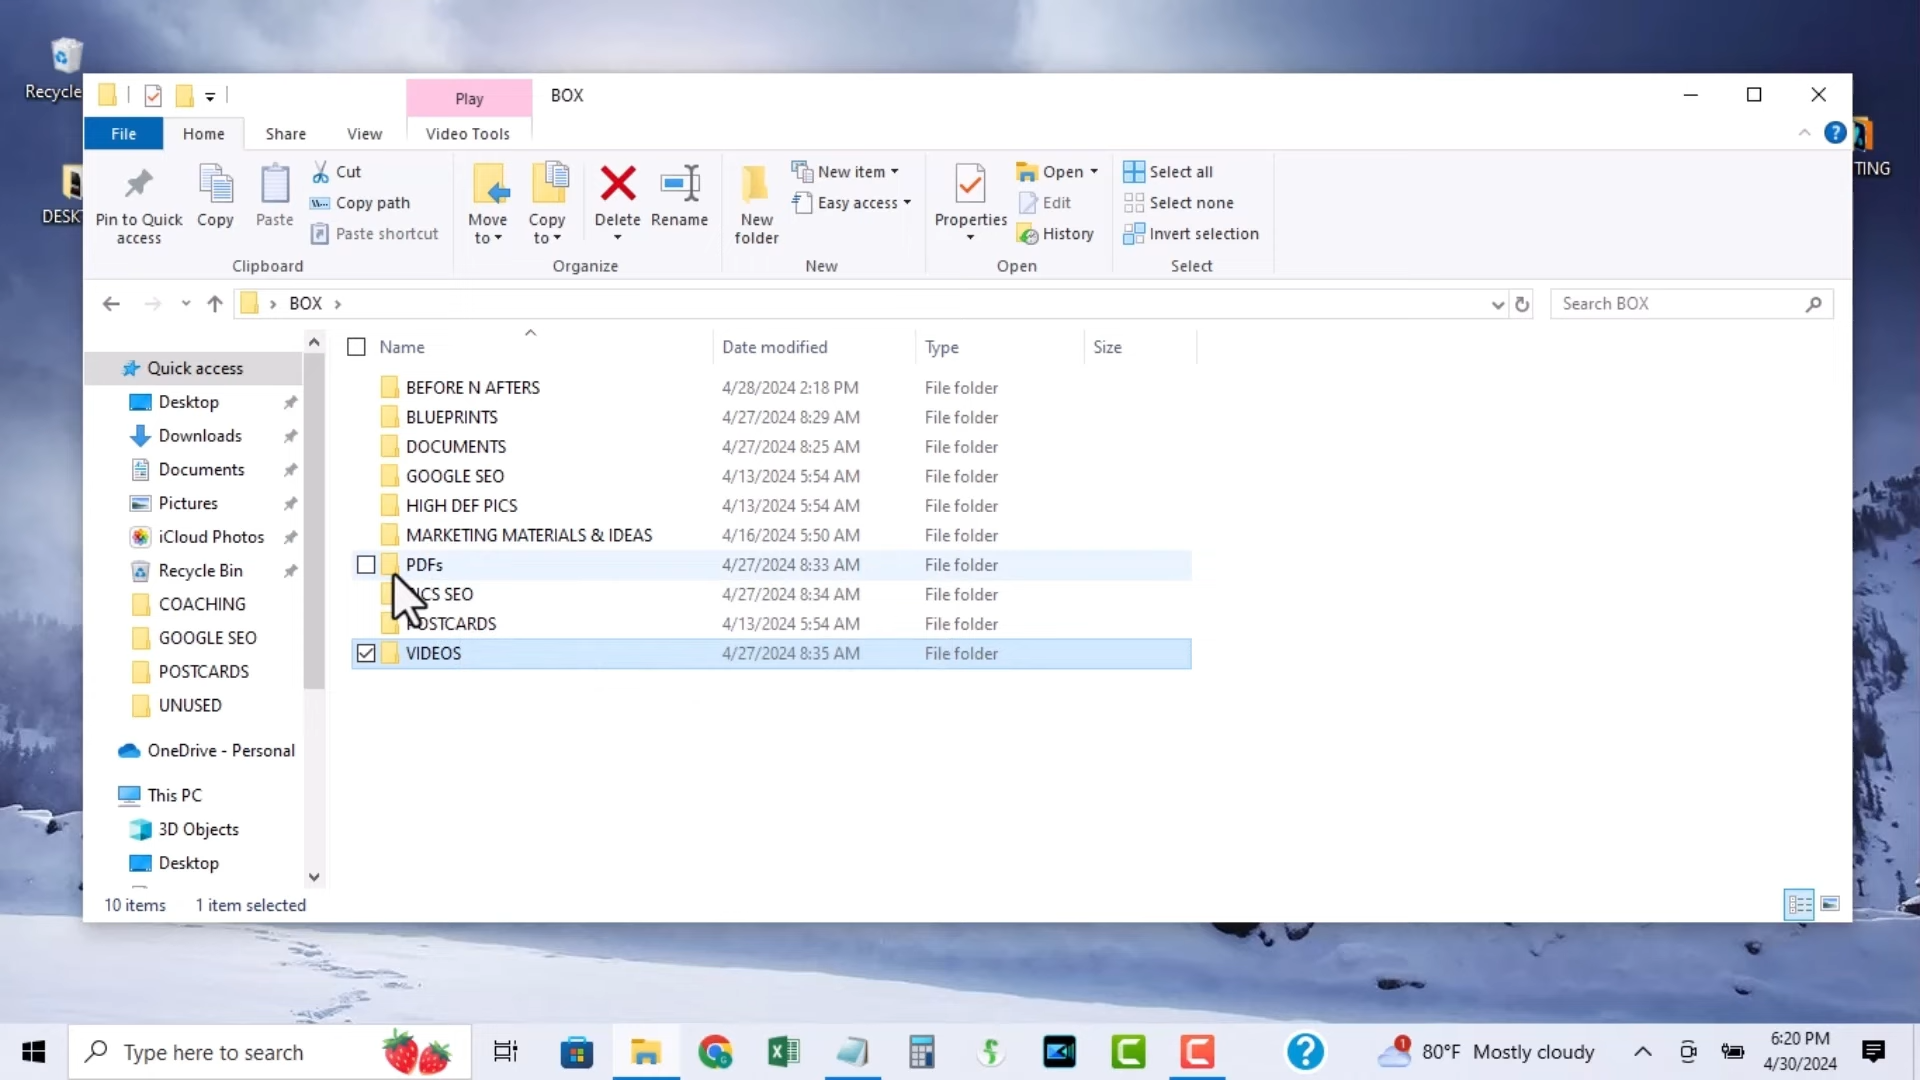 Recycle
DESK
TING
Play
BOX
File
Home
Share
View
Video Tools
Pin to Quick access
Copy
Paste
Cut
Copy path
Paste shortcut
Clipboard
Move to
Copy to
Delete
Rename
Organize
New folder
New item
Easy access
New
Properties
Open
Edit
History
Open
Select all
Select none
Invert selection
Select
BOX
Search BOX
Name Date modified Type Size
BEFORE N AFTERS 4/28/2024 2:18 PM File folder
BLUEPRINTS 4/27/2024 8:29 AM File folder
DOCUMENTS 4/27/2024 8:25 AM File folder
GOOGLE SEO 4/13/2024 5:54 AM File folder
HIGH DEF PICS 4/13/2024 5:54 AM File folder
MARKETING MATERIALS & IDEAS 4/16/2024 5:50 AM File folder
PDFs 4/27/2024 8:33 AM File folder
ICS SEO 4/27/2024 8:34 AM File folder
POSTCARDS 4/13/2024 5:54 AM File folder
VIDEOS 4/27/2024 8:35 AM File folder
Quick access
Desktop
Downloads
Documents
Pictures
iCloud Photos
Recycle Bin
COACHING
GOOGLE SEO
POSTCARDS
UNUSED
OneDrive - Personal
This PC
3D Objects
Desktop
10 items 1 item selected
Type here to search
1
80°F Mostly cloudy
6:20 PM
4/30/2024